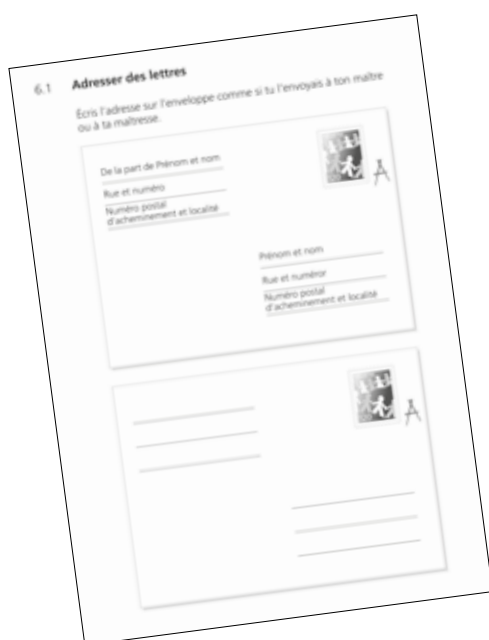 6.1 Adresser des lettres
Ecris l'adresse sur l'enveloppe comme si tu l'envoyais à ton maître
ou à ta maîtresse.
De la part de Prénom et nom
Rue et numéro
Numéro postal
d'acheminement et localité
Prénom et nom
Rue et numéror
Numéro postal
d'acheminement et localité